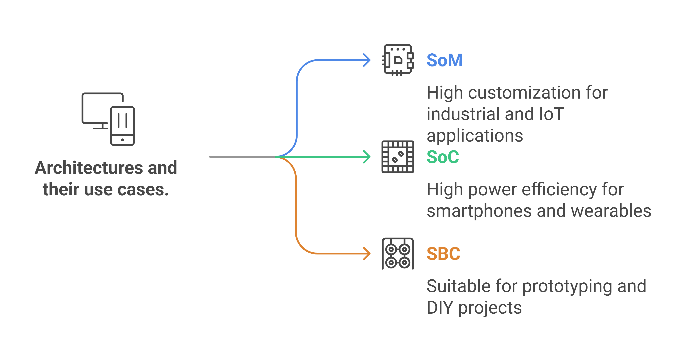 Architectures and
their use cases.
SoM
High customization for
industrial and IoT
applications
SoC
High power efficiency for
smartphones and wearables
SBC
Suitable for prototyping and
DIY projects